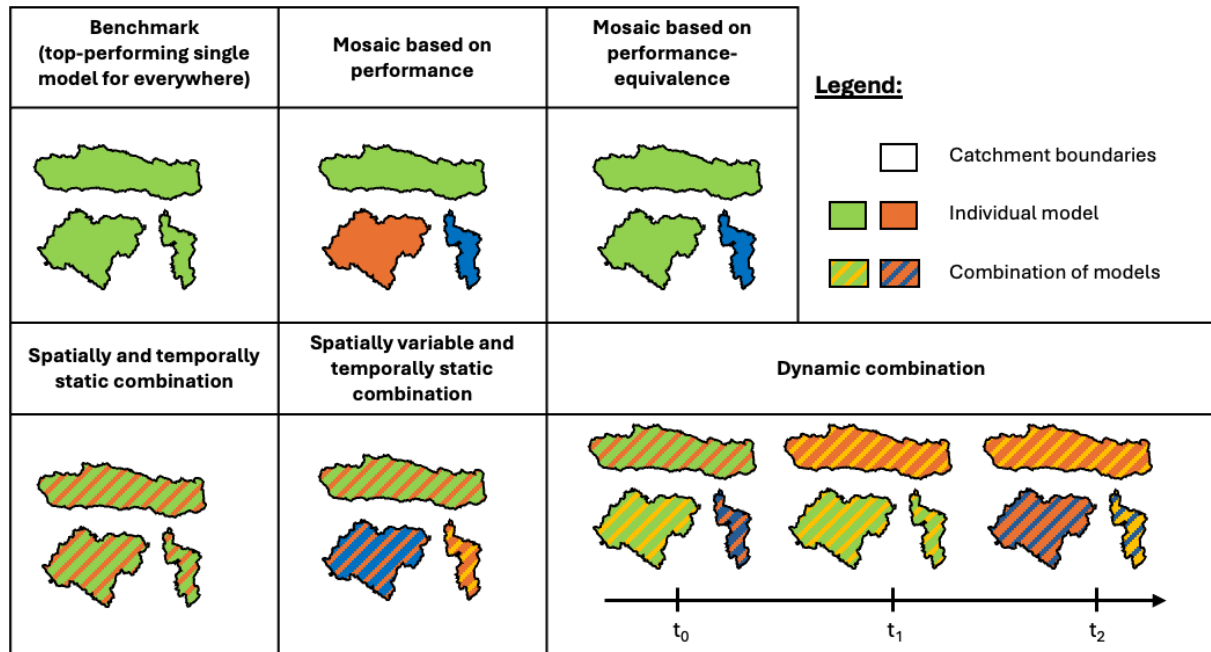 Benchmark
(top-performing single
model for everywhere)
Mosaic based on
performance
Mosaic based on
performance-
equivalence
Legend:
Catchment boundaries
Individual model
Combination of models
Spatially and temporally
static combination
Spatially variable and
temporally static
combination
Dynamic combination
t0
t1
t2